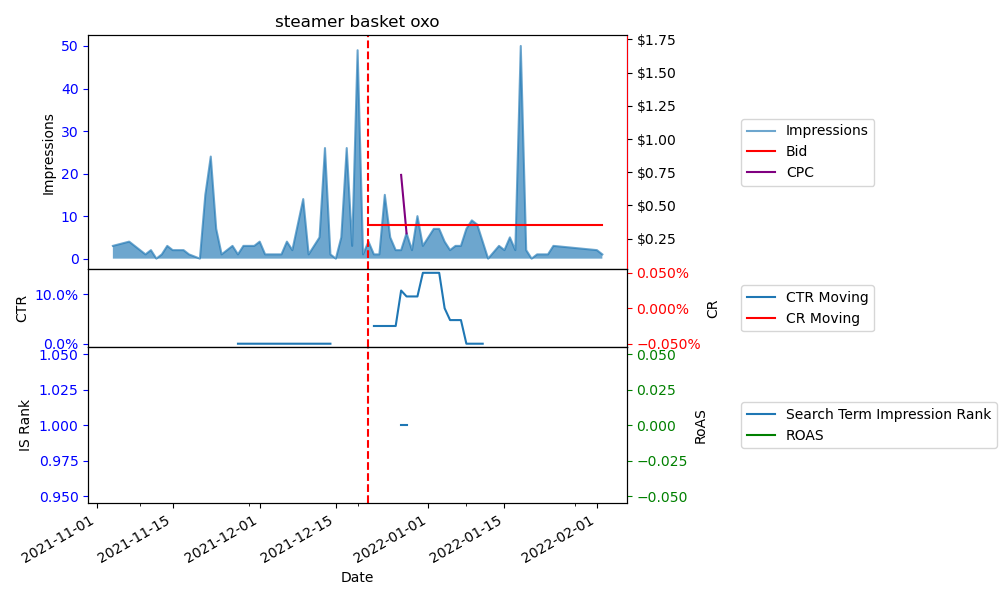 steamer basket oxo
50
40
30
20
10
0
Impressions
$1.75
$1.50
$1.25
$1.00
$0.75
$0.50
$0.25
Impressions
Bid
CPC
10.0%
0.0%
CTR
0.050%
0.000%
−0.050%
CR
CTR Moving
CR Moving
1.050
1.025
1.000
0.975
0.950
IS Rank
0.050
0.025
0.000
−0.025
−0.050
RoAS
Search Term Impression Rank
ROAS
2021-11-01
2021-11-15
2021-12-01
2021-12-15
2022-01-01
2022-01-15
2022-02-01
Date